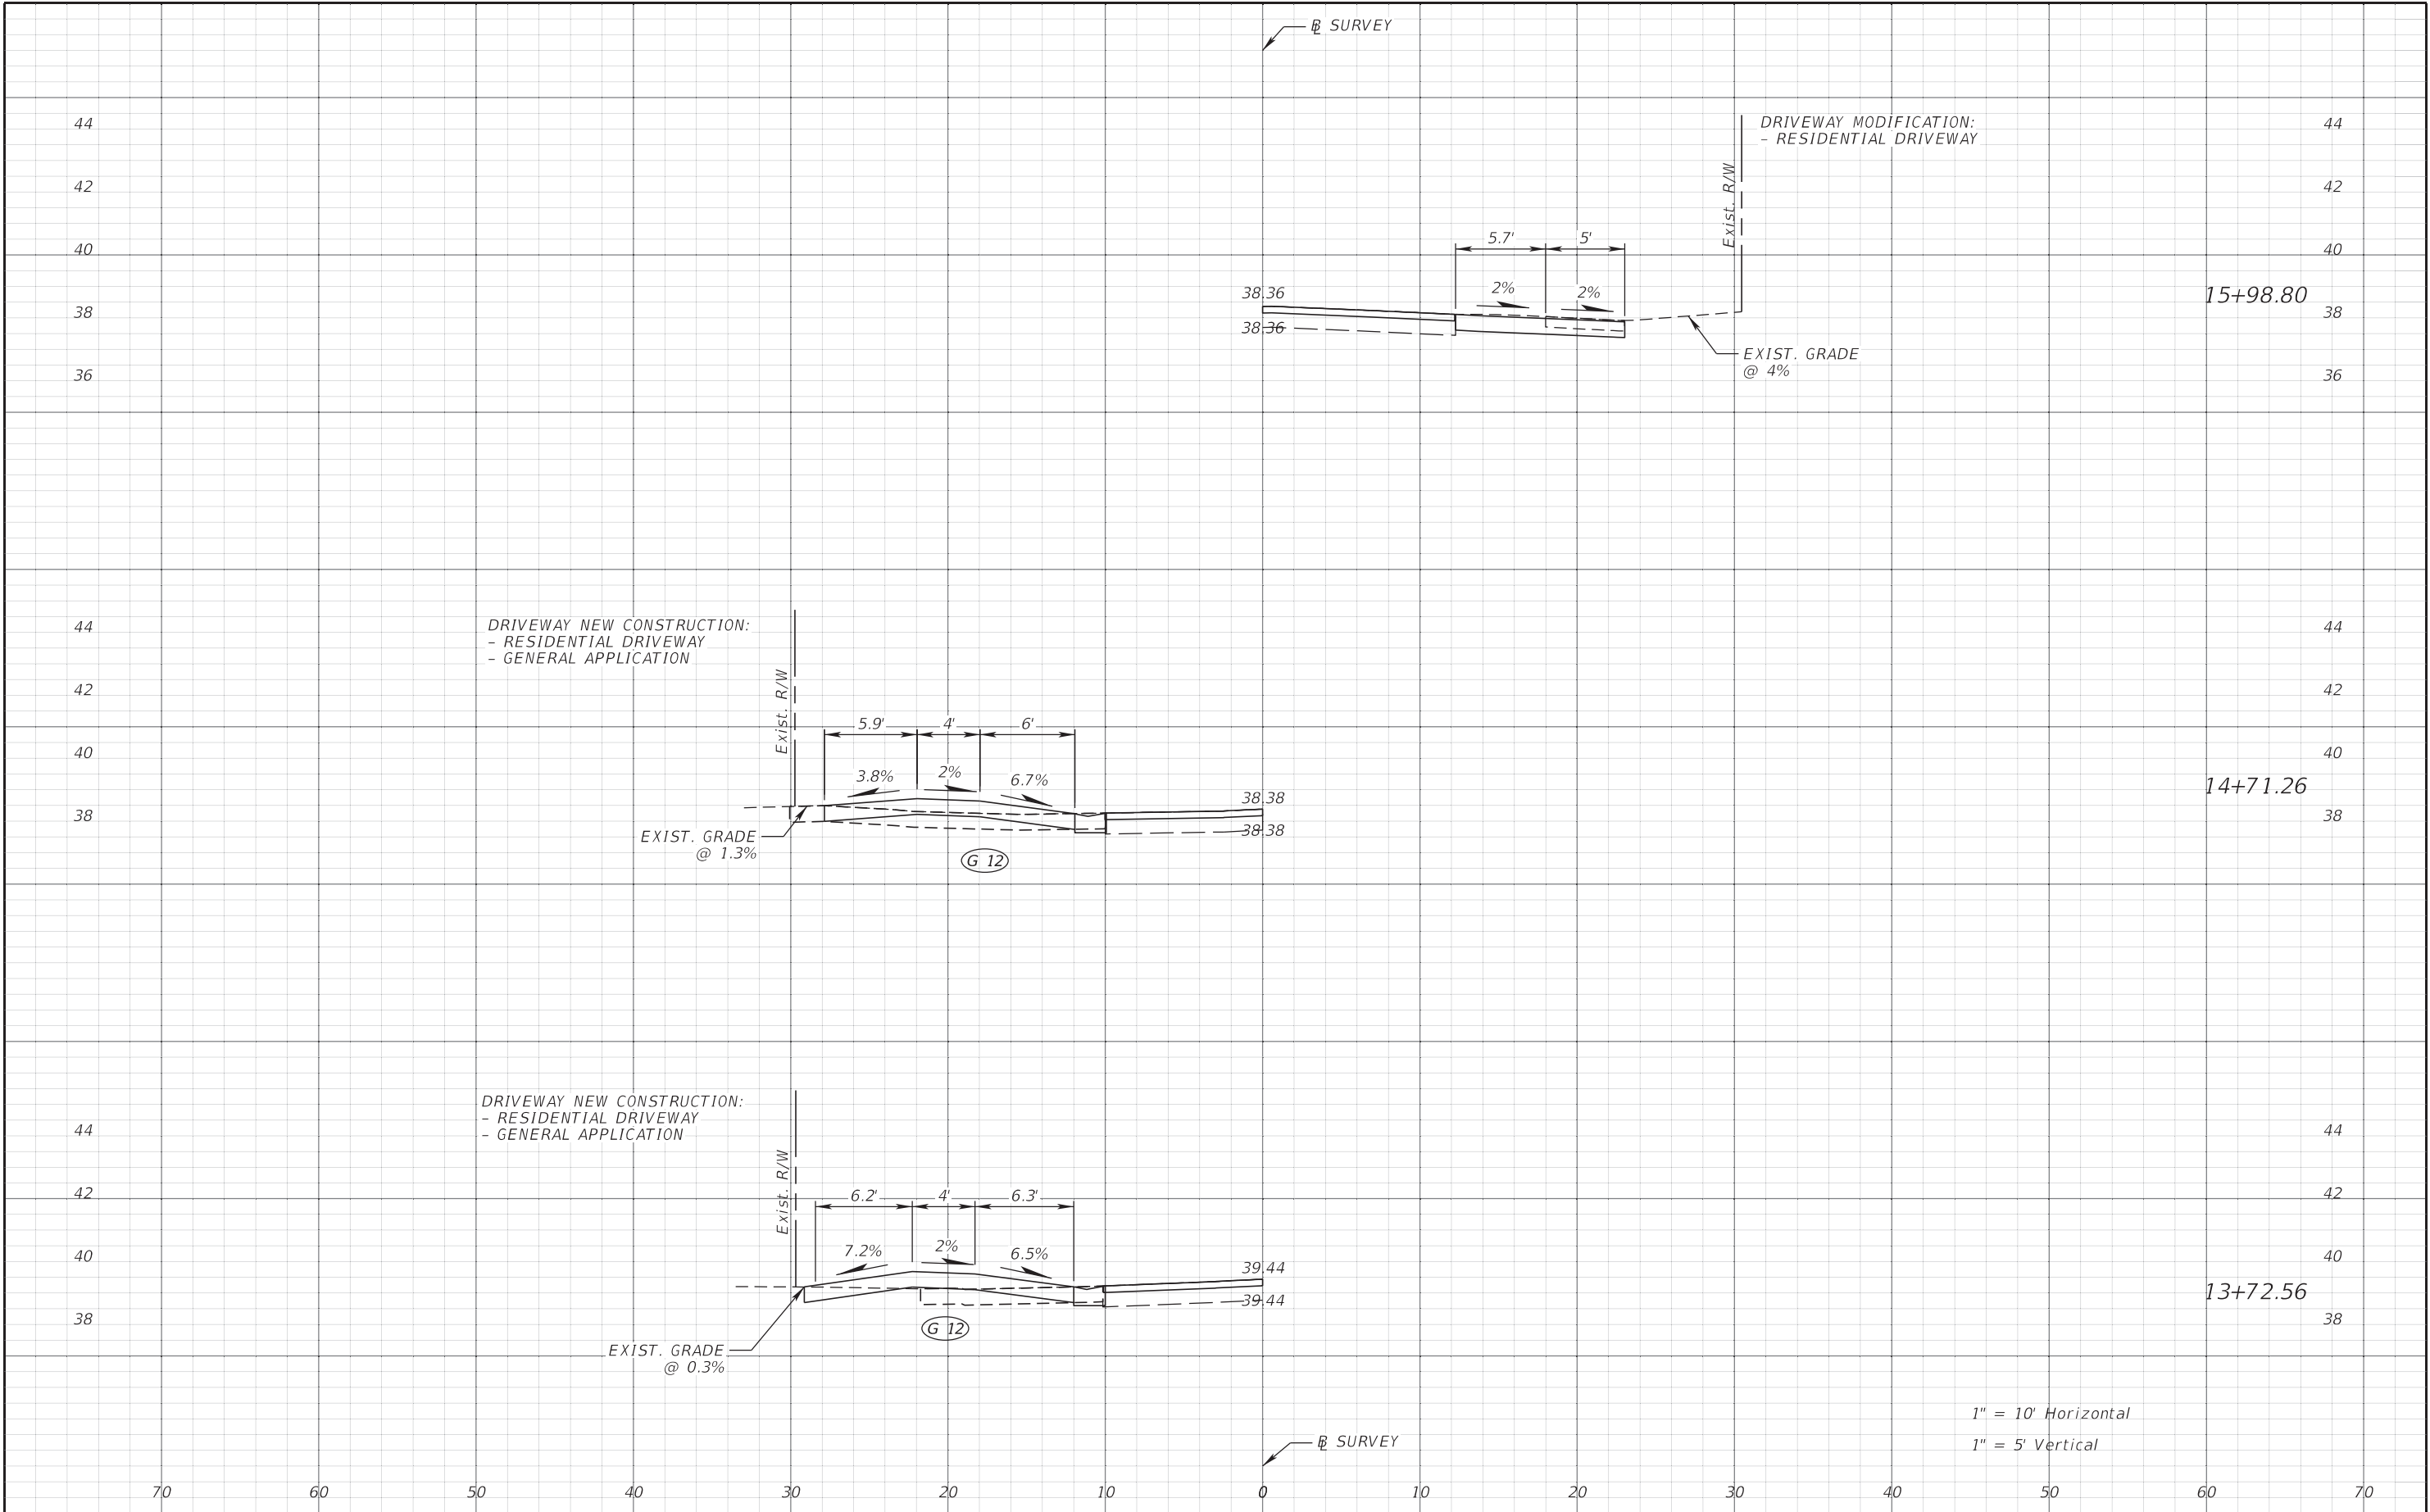 ℄ SURVEY
44
44
DRIVEWAY MODIFICATION:
- RESIDENTIAL DRIVEWAY
42
42
Exist. R/W
40
40
5.7'
5'
2%
2%
38.36
15+98.80
38
38
38.36
EXIST. GRADE
@ 4%
36
36
DRIVEWAY NEW CONSTRUCTION:
- RESIDENTIAL DRIVEWAY
- GENERAL APPLICATION
44
44
42
42
Exist. R/W
5.9'
4'
6'
40
40
3.8%
2%
6.7%
38.38
14+71.26
38
38
38.38
EXIST. GRADE
@ 1.3%
G 12
DRIVEWAY NEW CONSTRUCTION:
- RESIDENTIAL DRIVEWAY
- GENERAL APPLICATION
44
44
42
42
Exist. R/W
6.2'
4'
6.3'
40
40
7.2%
2%
6.5%
39.44
13+72.56
39.44
38
38
G 12
EXIST. GRADE
@ 0.3%
1" = 10' Horizontal
1" = 5' Vertical
℄ SURVEY
70 60 50 40 30 20 10 0 10 20 30 40 50 60 70